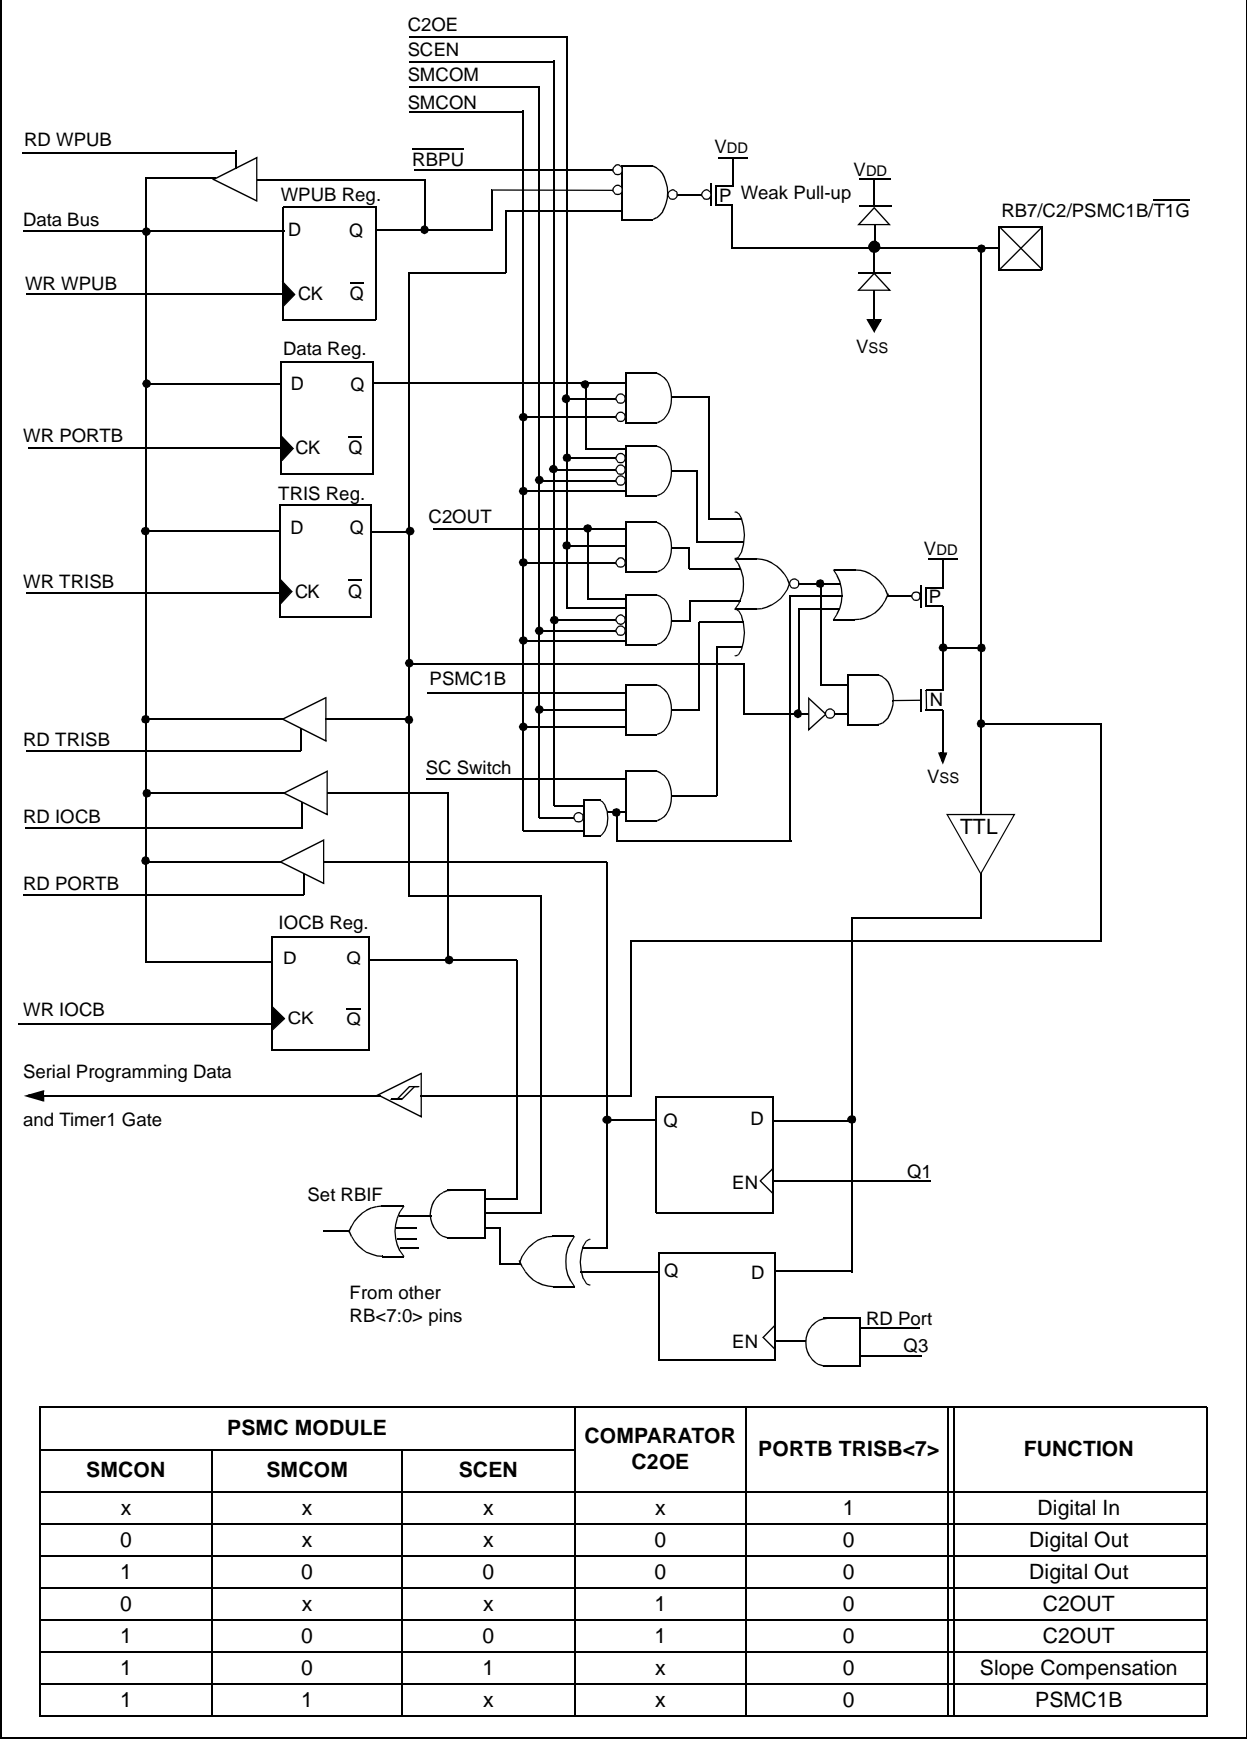 C2OE
SCEN
SMCOM
SMCON
RD WPUB
RBPU
VDD
Weak Pull-up
VDD
P
WPUB Reg.
RB7/C2/PSMC1B/T1G
Data Bus
D Q
WR WPUB
CK Q
VSS
Data Reg.
D Q
WR PORTB
CK Q
TRIS Reg.
C2OUT
D Q
VDD
WR TRISB
CK Q
P
PSMC1B
N
RD TRISB
SC Switch
VSS
RD IOCB
TTL
RD PORTB
IOCB Reg.
D Q
WR IOCB
CK Q
Serial Programming Data
and Timer1 Gate
Q D
EN
Q1
Set RBIF
Q D
From other
RB<7:0> pins
RD Port
EN
Q3
PSMC MODULE COMPARATOR C2OE PORTB TRISB<7> FUNCTION
SMCON SMCOM SCEN
x x x x 1 Digital In
0 x x 0 0 Digital Out
1 0 0 0 0 Digital Out
0 x x 1 0 C2OUT
1 0 0 1 0 C2OUT
1 0 1 x 0 Slope Compensation
1 1 x x 0 PSMC1B